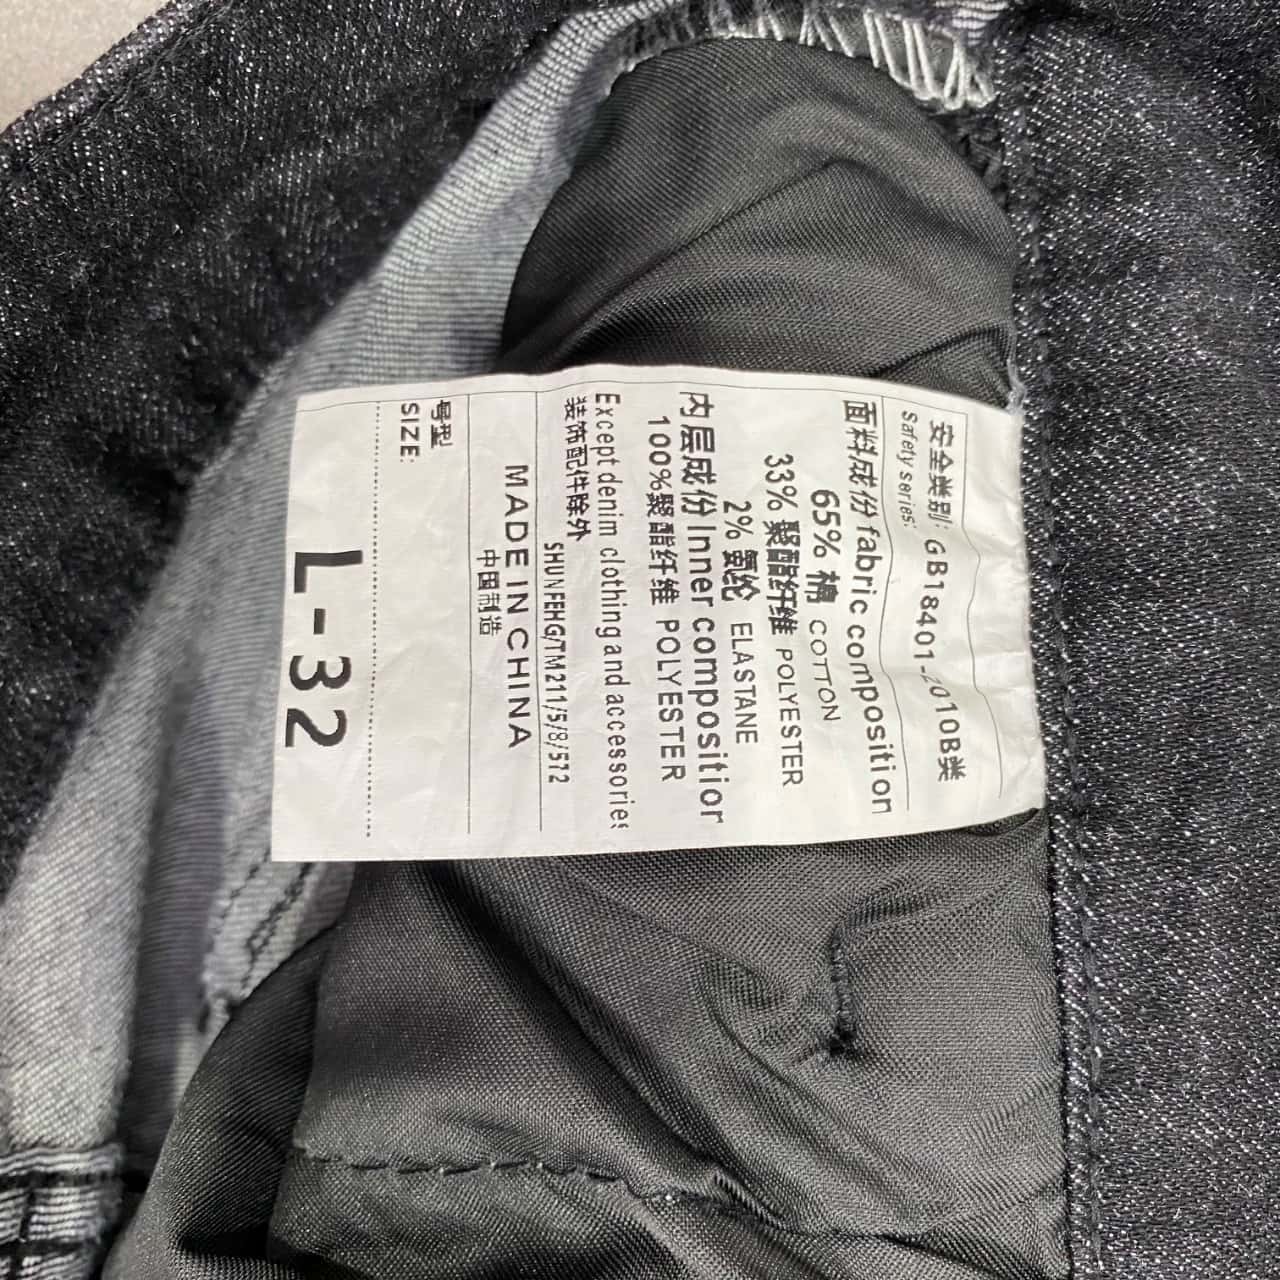 安全类别: GB18401-2010B类
Safety series:
面料成份 fabric composition
65% 棉 COTTON
33% 聚酯纤维 POLYESTER
2% 氨纶 ELASTANE
内层成份 Inner composition
100% 聚酯纤维 POLYESTER
Except denim clothing and accessories
装饰配件除外
SHUN FEHG/TM211/5/8/512
MADE IN CHINA
中国制造
号型
SIZE: L-32